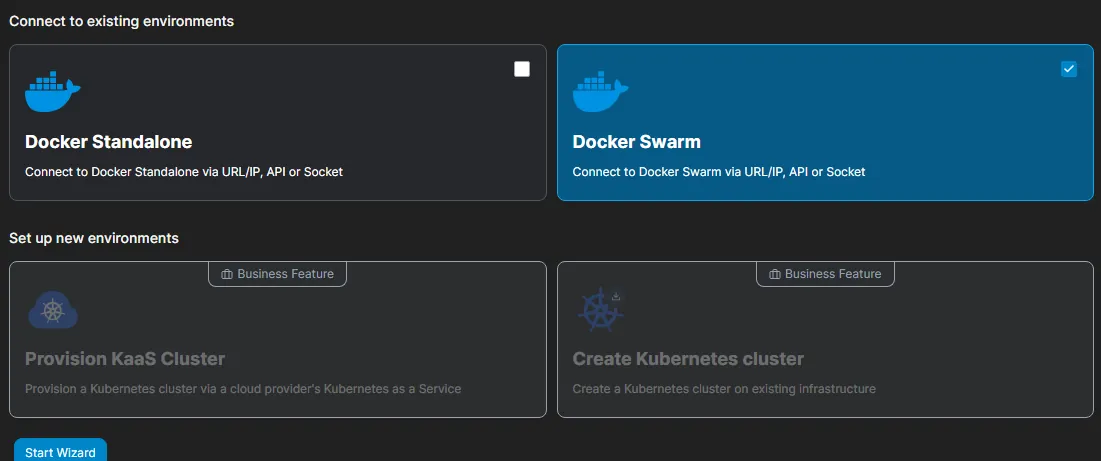 Connect to existing environments
Docker Standalone
Connect to Docker Standalone via URL/IP, API or Socket
Docker Swarm
Connect to Docker Swarm via URL/IP, API or Socket
Set up new environments
Business Feature
Provision KaaS Cluster
Provision a Kubernetes cluster via a cloud provider's Kubernetes as a Service
Business Feature
Create Kubernetes cluster
Create a Kubernetes cluster on existing infrastructure
Start Wizard